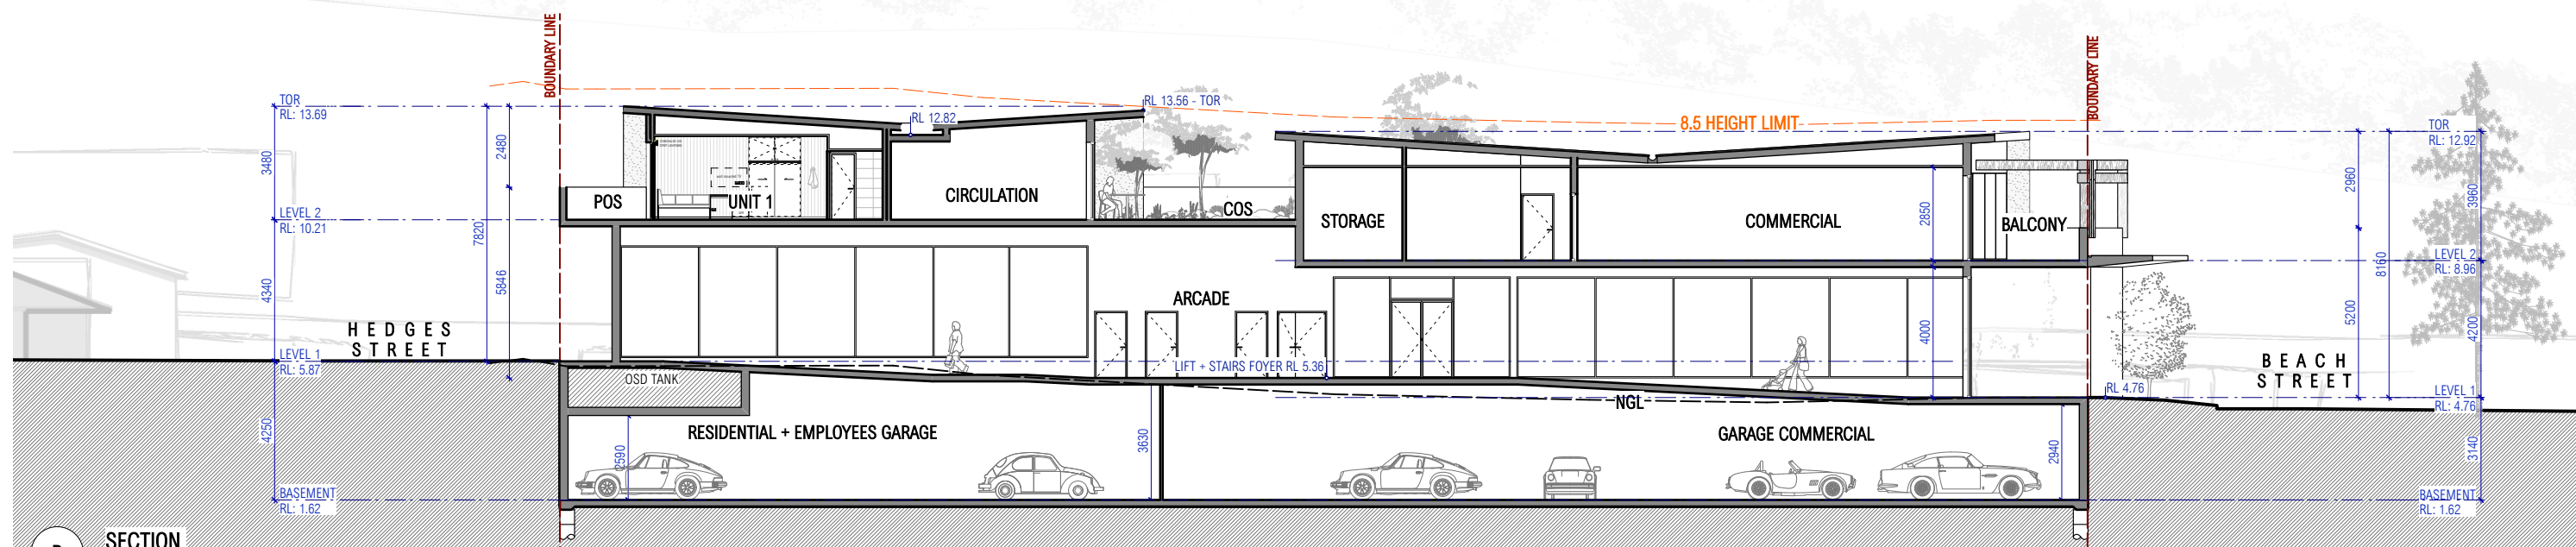 BOUNDARY LINE
BOUNDARY LINE
TOR
RL: 13.69
RL 13.56 - TOR
RL 12.82
8.5 HEIGHT LIMIT
TOR
RL: 12.92
3480
2480
2960
3960
2850
POS
UNIT 1
CIRCULATION
COS
STORAGE
COMMERCIAL
BALCONY
LEVEL 2
RL: 10.21
7820
LEVEL 2
RL: 8.96
8160
4340
5846
ARCADE
4000
5200
4200
HEDGES
STREET
BEACH
STREET
LEVEL 1
RL: 5.87
LIFT + STAIRS FOYER RL 5.36
OSD TANK
RL 4.76
LEVEL 1
RL: 4.76
NGL
4250
RESIDENTIAL + EMPLOYEES GARAGE
GARAGE COMMERCIAL
2590
3630
2940
3140
BASEMENT
RL: 1.62
BASEMENT
RL: 1.62
SECTION